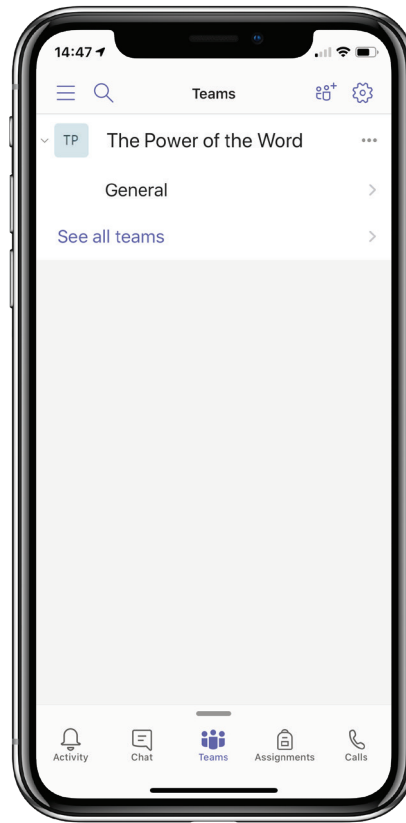 14:47
Teams
TP The Power of the Word
General
See all teams
Activity Chat Teams Assignments Calls